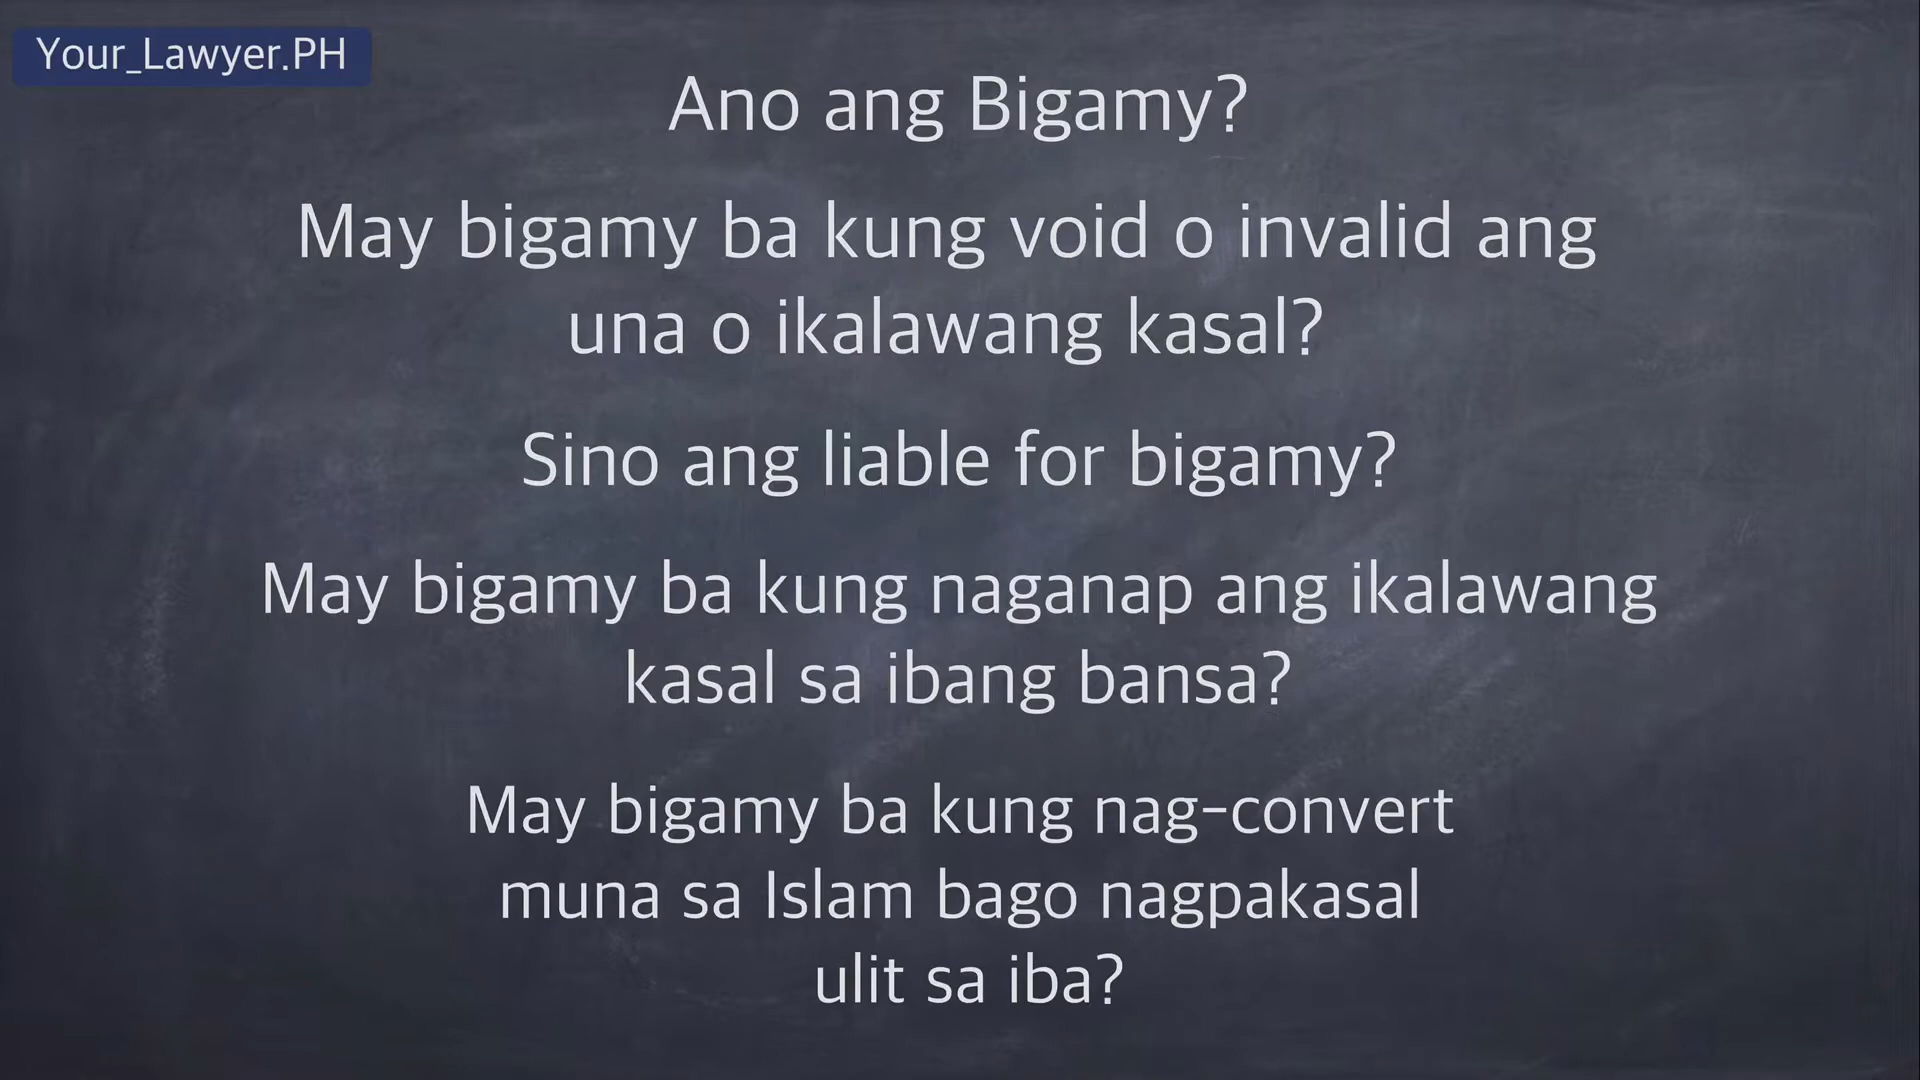 Your_Lawyer.PH
Ano ang Bigamy?
May bigamy ba kung void o invalid ang
una o ikalawang kasal?
Sino ang liable for bigamy?
May bigamy ba kung naganap ang ikalawang
kasal sa ibang bansa?
May bigamy ba kung nag-convert
muna sa Islam bago nagpakasal
ulit sa iba?